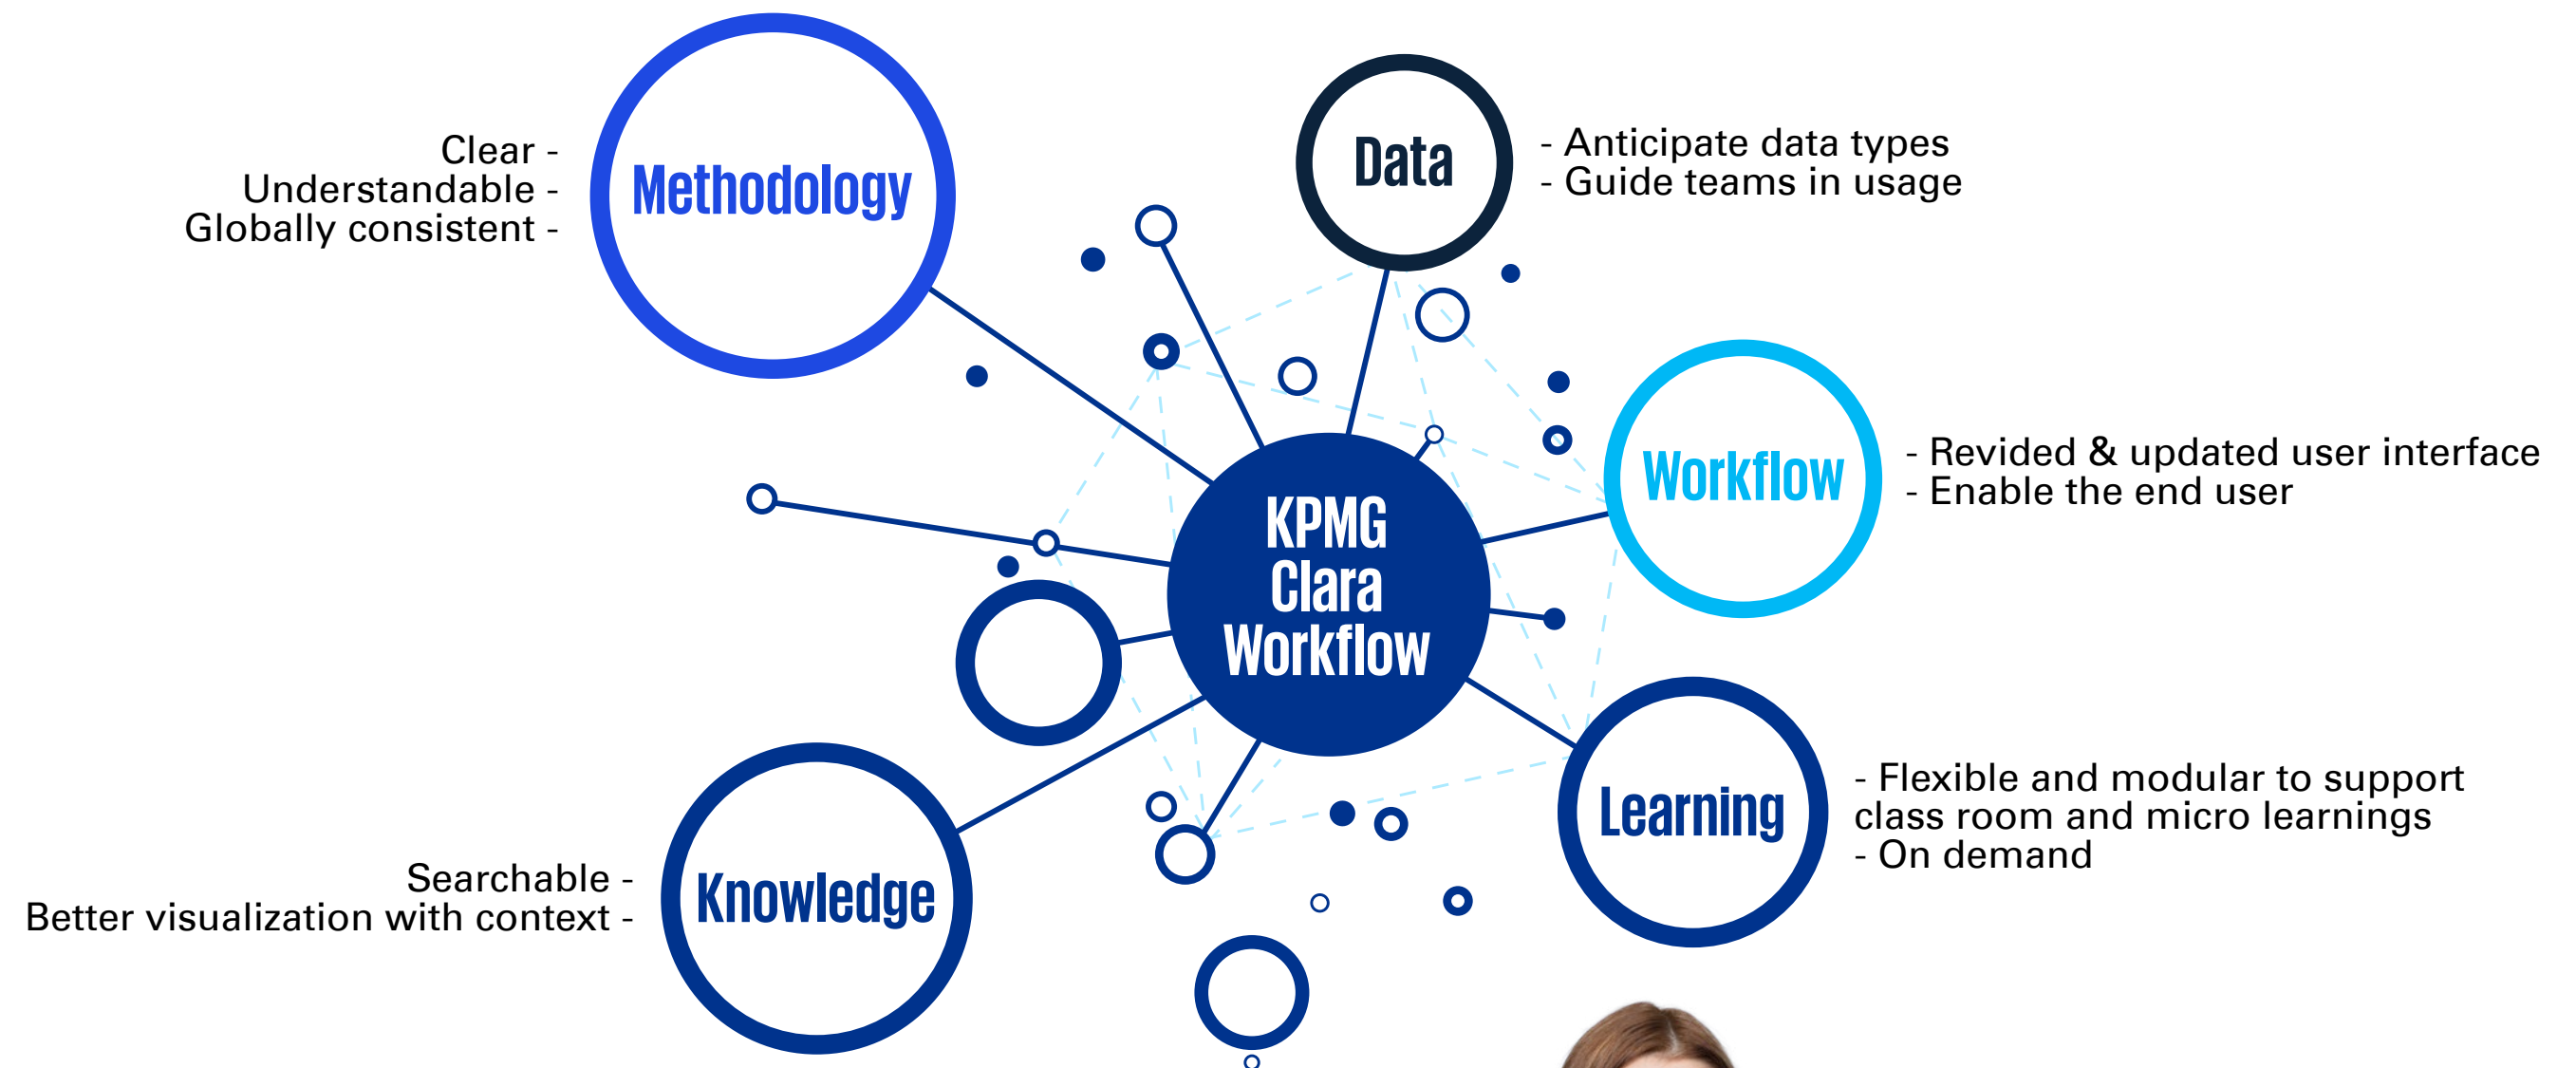 Clear -
Understandable -
Globally consistent -
Methodology
Data
- Anticipate data types
- Guide teams in usage
Workflow
- Revided & updated user interface
- Enable the end user
KPMG
Clara
Workflow
Learning
- Flexible and modular to support
class room and micro learnings
- On demand
Searchable -
Better visualization with context -
Knowledge